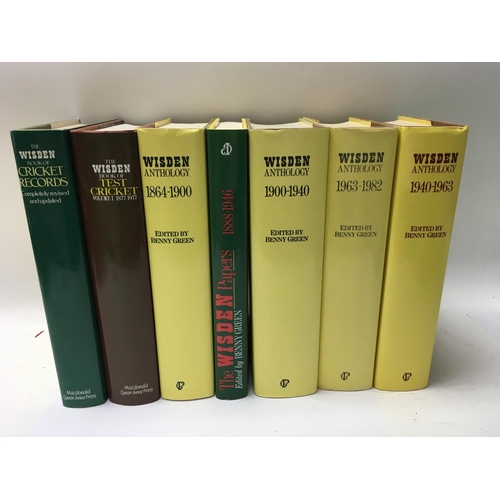 THE
WISDEN
BOOK OF
CRICKET
RECORDS
Completely revised
and updated
Macdonald
Queen Anne Press
THE
WISDEN
BOOK OF
TEST
CRICKET
VOLUME I 1877-1977
Macdonald
Queen Anne Press
WISDEN
ANTHOLOGY
1864-1900
EDITED BY
BENNY GREEN
The WISDEN Papers 1888-1946
Edited by BENNY GREEN
WISDEN
ANTHOLOGY
1900-1940
EDITED BY
BENNY GREEN
WISDEN
ANTHOLOGY
1963-1982
EDITED BY
BENNY GREEN
WISDEN
ANTHOLOGY
1940-1963
EDITED BY
BENNY GREEN